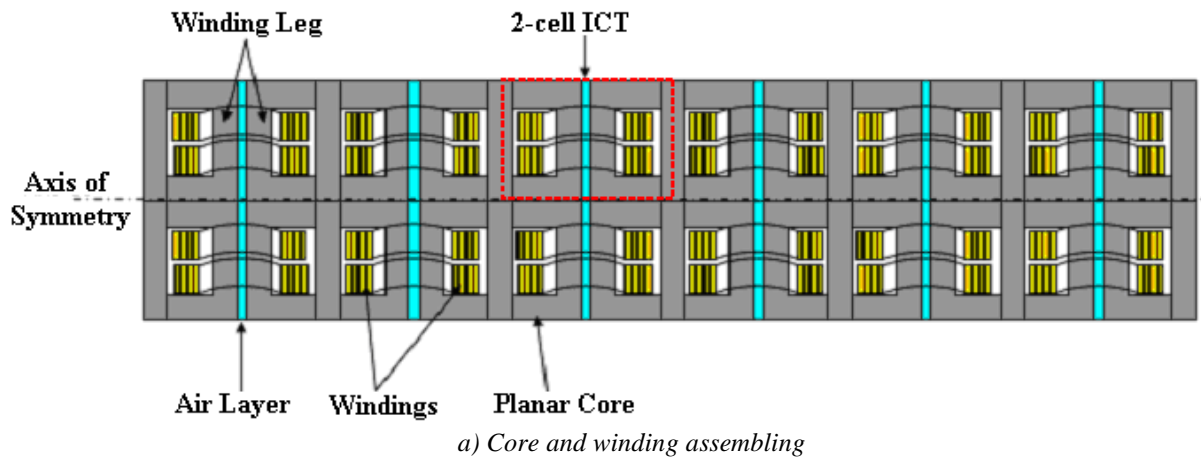 Winding Leg
2-cell ICT
Axis of
Symmetry
Air Layer
Windings
Planar Core
a) Core and winding assembling